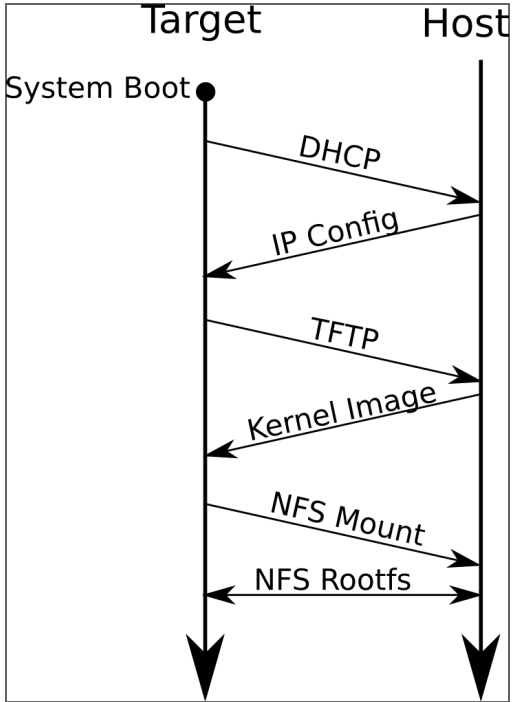 Target
Host
System Boot
DHCP
IP Config
TFTP
Kernel Image
NFS Mount
NFS Rootfs